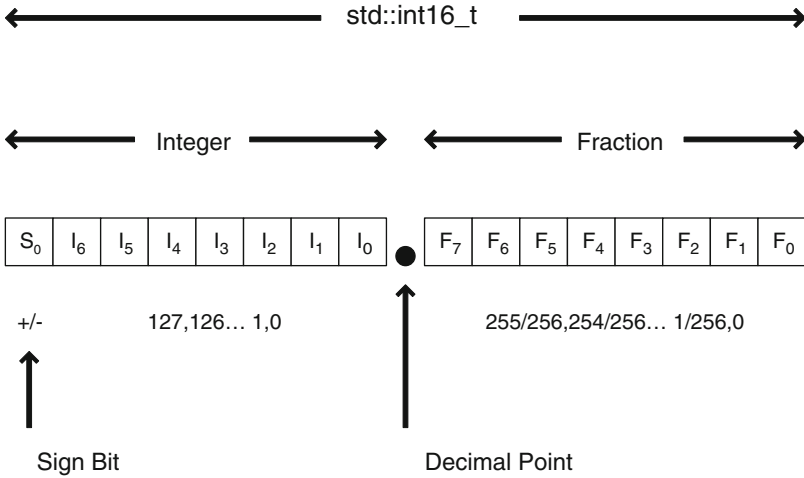 std::int16_t
Integer Fraction
S₀ I₆ I₅ I₄ I₃ I₂ I₁ I₀ F₇ F₆ F₅ F₄ F₃ F₂ F₁ F₀
+/- 127,126… 1,0 255/256,254/256… 1/256,0
Sign Bit Decimal Point